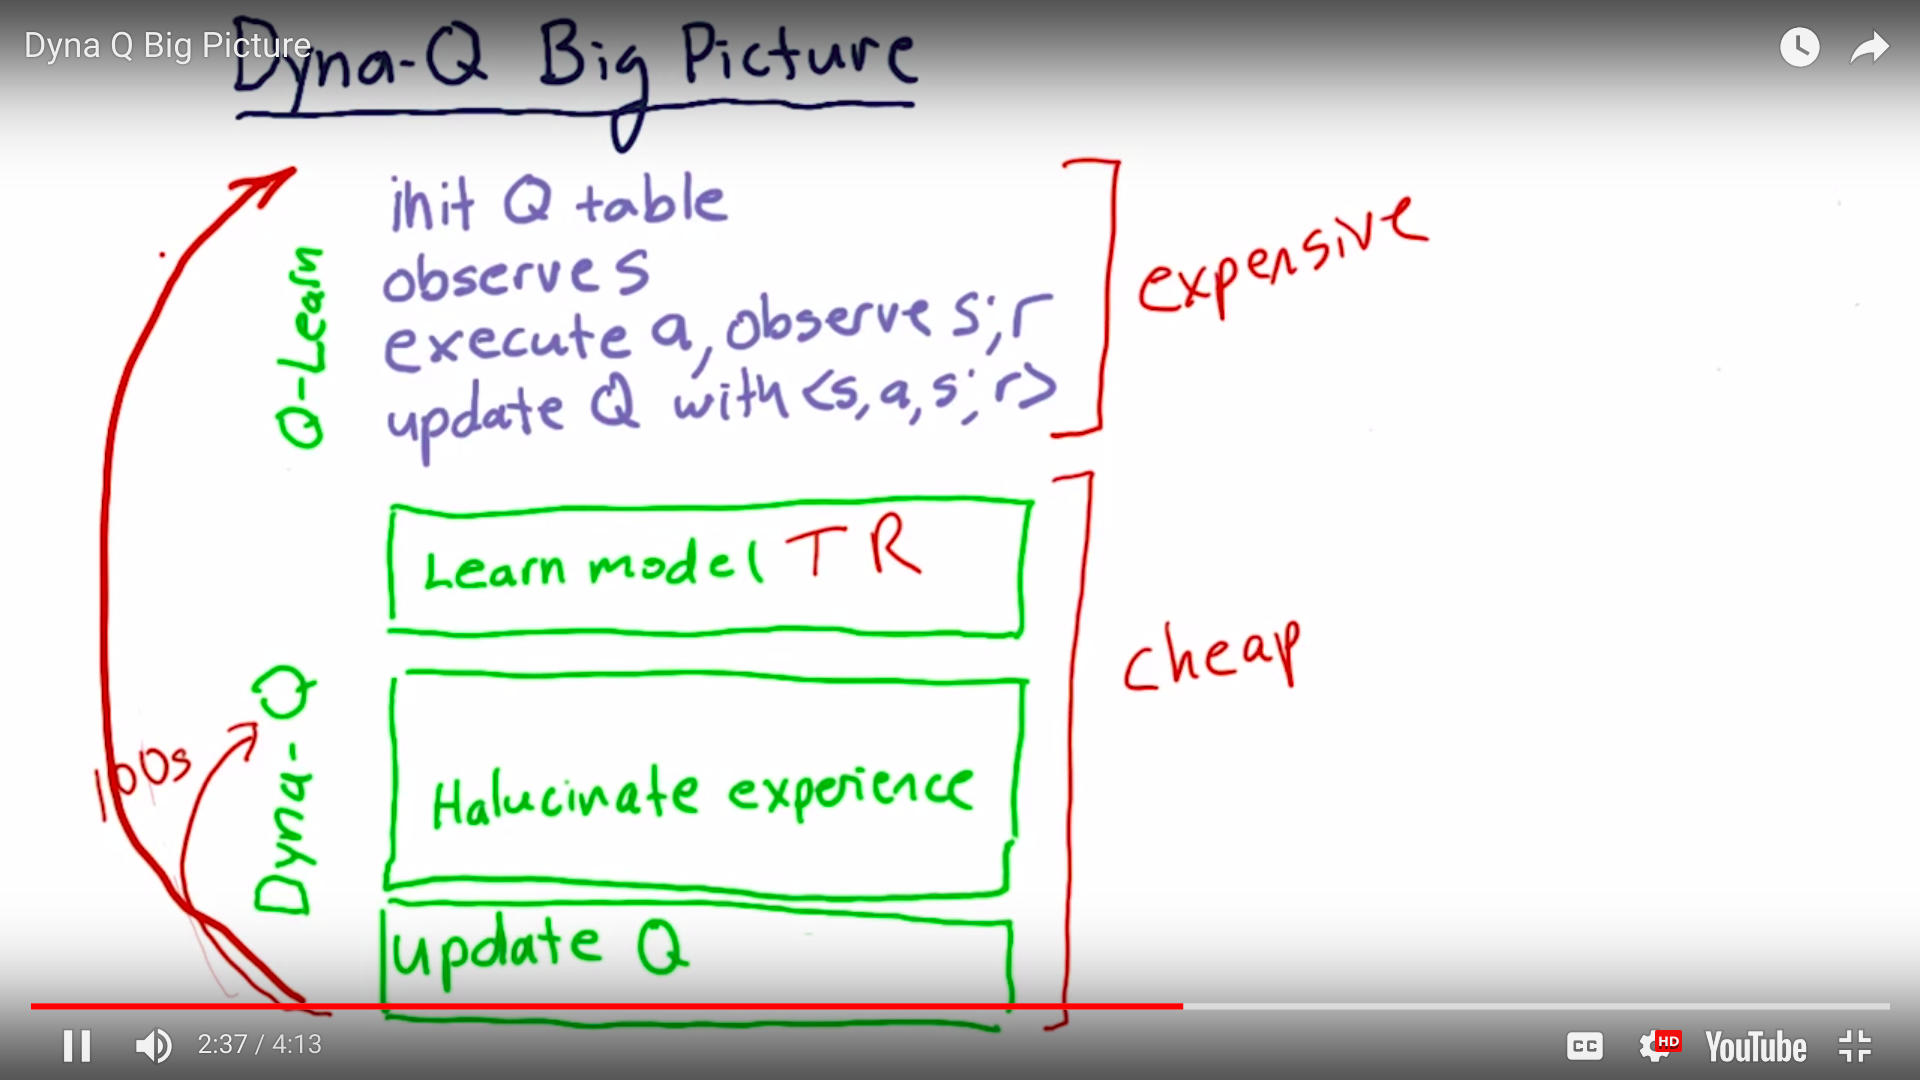 Dyna Q Big Picture
Dyna-Q Big Picture
init Q table
observe s
execute a, observe s', r
update Q with <s, a, s', r>
Q-Learn
expensive
Learn model T R
Halucinate experience
update Q
Dyna-Q
100s
cheap
2:37 / 4:13
CC
HD
YouTube